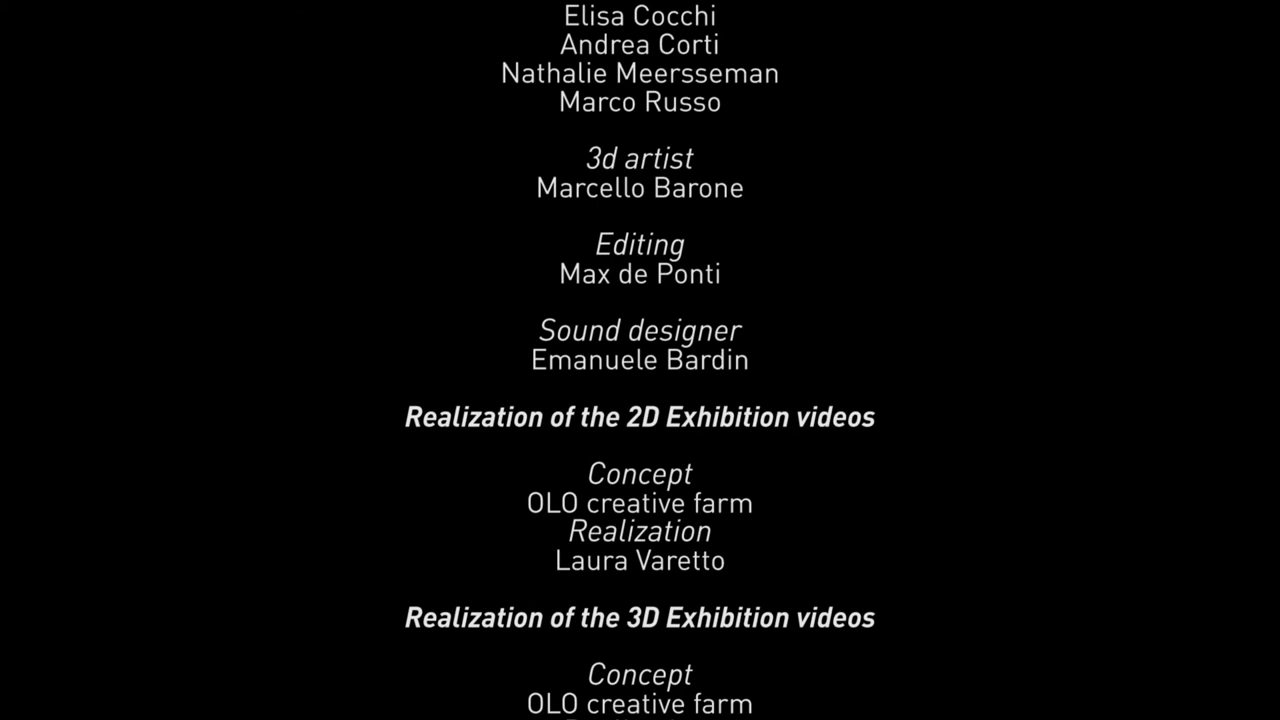 Elisa Cocchi
Andrea Corti
Nathalie Meersseman
Marco Russo
3d artist
Marcello Barone
Editing
Max de Ponti
Sound designer
Emanuele Bardin
Realization of the 2D Exhibition videos
Concept
OLO creative farm
Realization
Laura Varetto
Realization of the 3D Exhibition videos
Concept
OLO creative farm